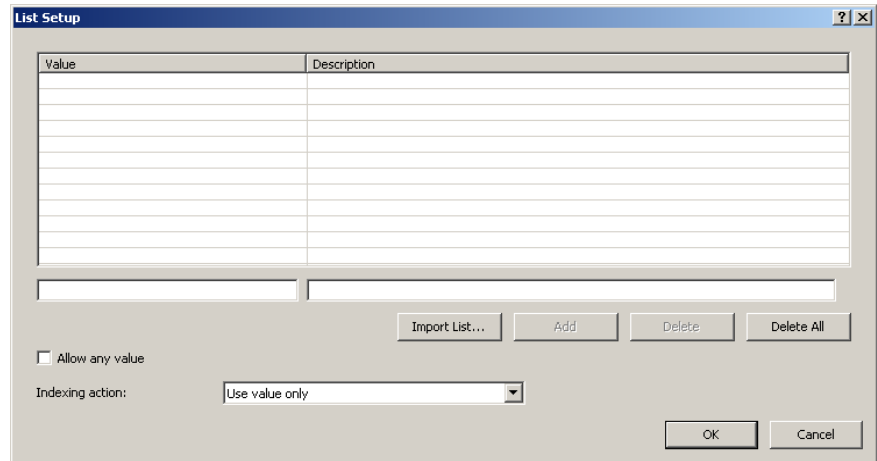 List Setup
Value Description
Import List... Add Delete Delete All
Allow any value
Indexing action: Use value only
OK Cancel